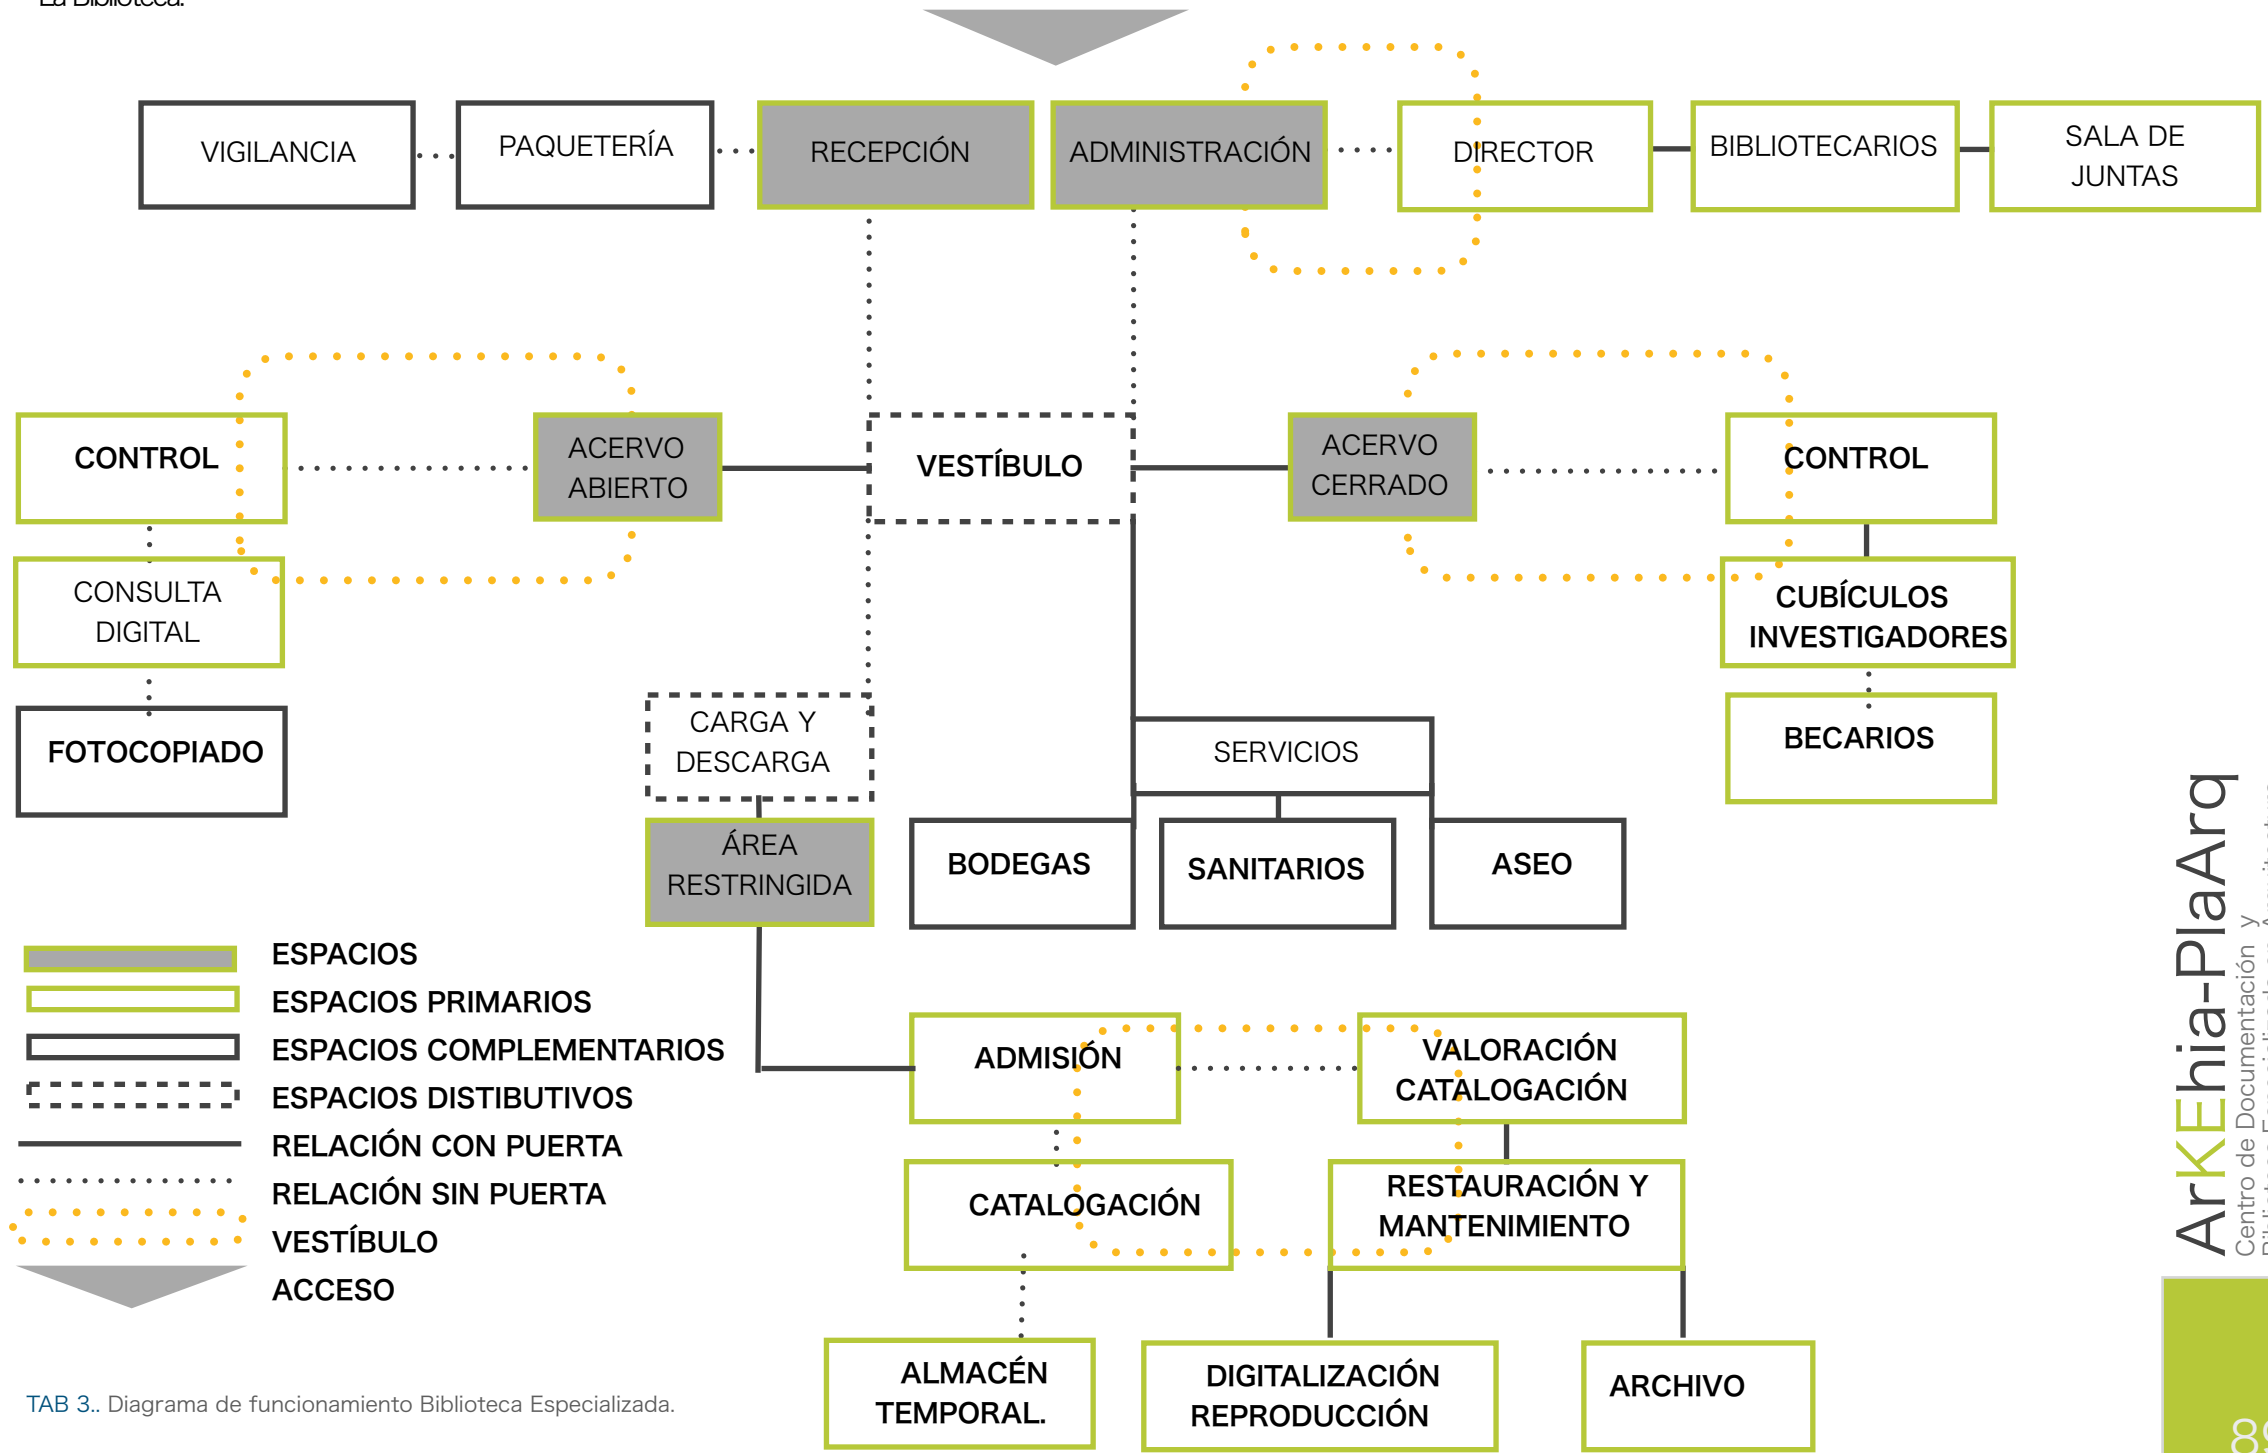 La Biblioteca.
VIGILANCIA
PAQUETERÍA
RECEPCIÓN
ADMINISTRACIÓN
DIRECTOR
BIBLIOTECARIOS
SALA DE
JUNTAS
CONTROL
ACERVO
ABIERTO
VESTÍBULO
ACERVO
CERRADO
CONTROL
CONSULTA
DIGITAL
CUBÍCULOS
INVESTIGADORES
FOTOCOPIADO
CARGA Y
DESCARGA
SERVICIOS
BECARIOS
ÁREA
RESTRINGIDA
BODEGAS
SANITARIOS
ASEO
ESPACIOS
ESPACIOS PRIMARIOS
ESPACIOS COMPLEMENTARIOS
ESPACIOS DISTIBUTIVOS
RELACIÓN CON PUERTA
RELACIÓN SIN PUERTA
VESTÍBULO
ACCESO
ADMISIÓN
VALORACIÓN
CATALOGACIÓN
CATALOGACIÓN
RESTAURACIÓN Y
MANTENIMIENTO
ALMACÉN
TEMPORAL.
DIGITALIZACIÓN
REPRODUCCIÓN
ARCHIVO
TAB 3.. Diagrama de funcionamiento Biblioteca Especializada.
ArKEhia-PlaArq
Centro de Documentación y